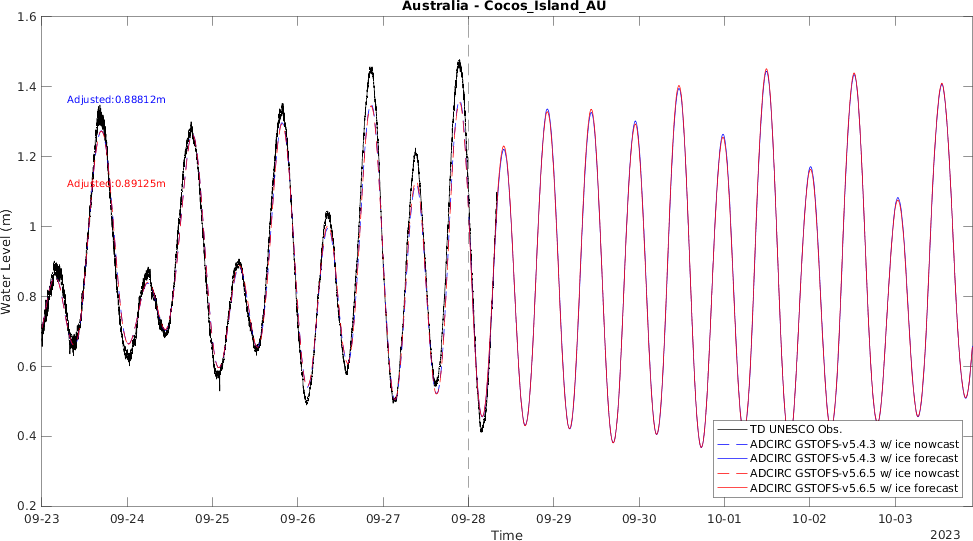 Australia - Cocos_Island_AU
1.6
1.4
1.2
1
0.8
0.6
0.4
0.2
Water Level (m)
Adjusted:0.88812m
Adjusted:0.89125m
TD UNESCO Obs.
ADCIRC GSTOFS-v5.4.3 w/ ice nowcast
ADCIRC GSTOFS-v5.4.3 w/ ice forecast
ADCIRC GSTOFS-v5.6.5 w/ ice nowcast
ADCIRC GSTOFS-v5.6.5 w/ ice forecast
09-23 09-24 09-25 09-26 09-27 09-28 09-29 09-30 10-01 10-02 10-03
Time
2023